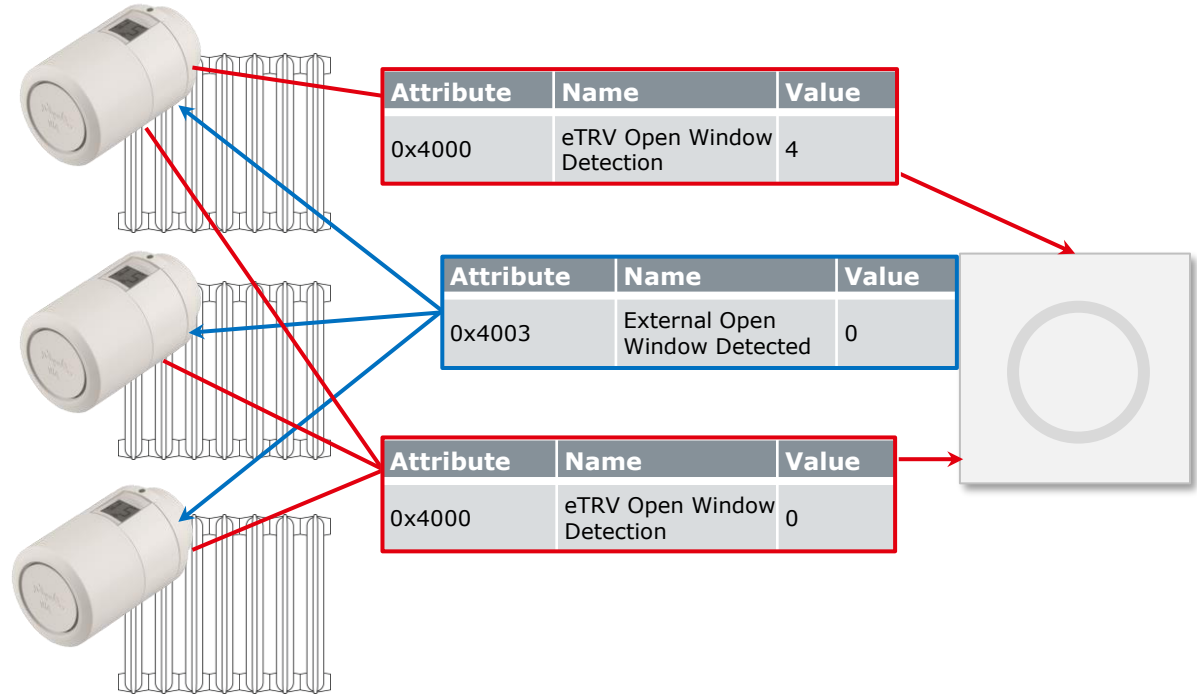 Attribute Name Value
0x4000 eTRV Open Window Detection 4
Attribute Name Value
0x4003 External Open Window Detected 0
Attribute Name Value
0x4000 eTRV Open Window Detection 0